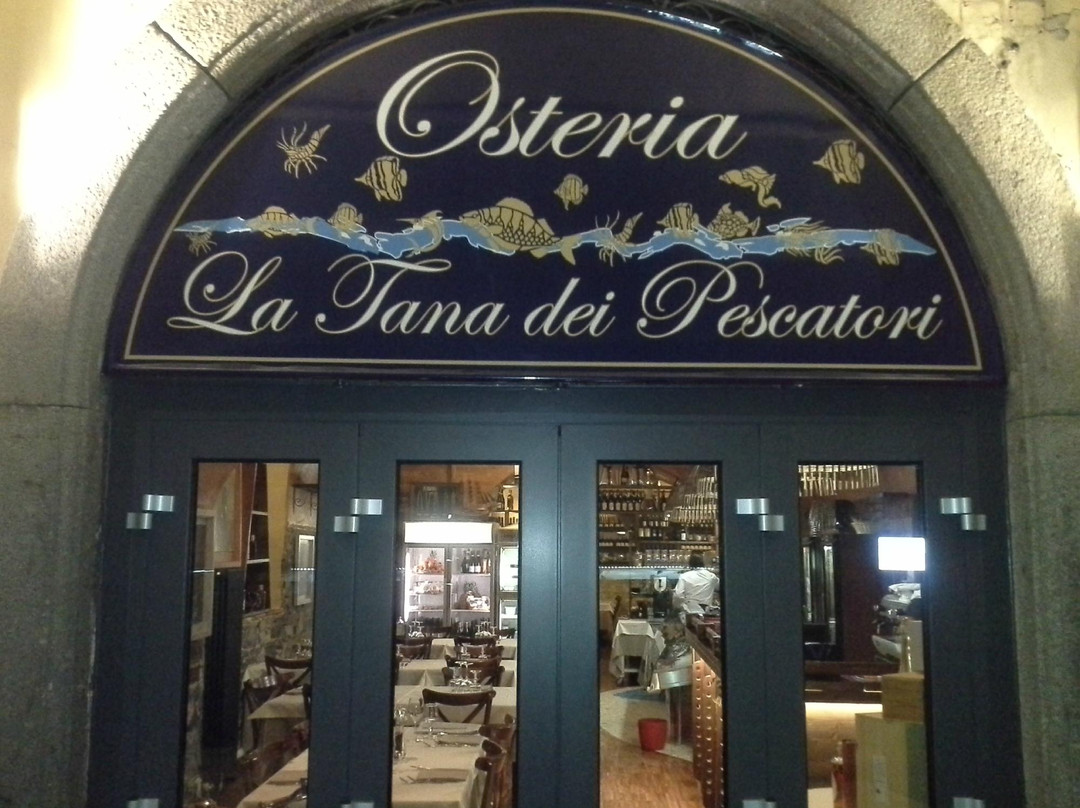 Osteria
La Tana dei Pescatori